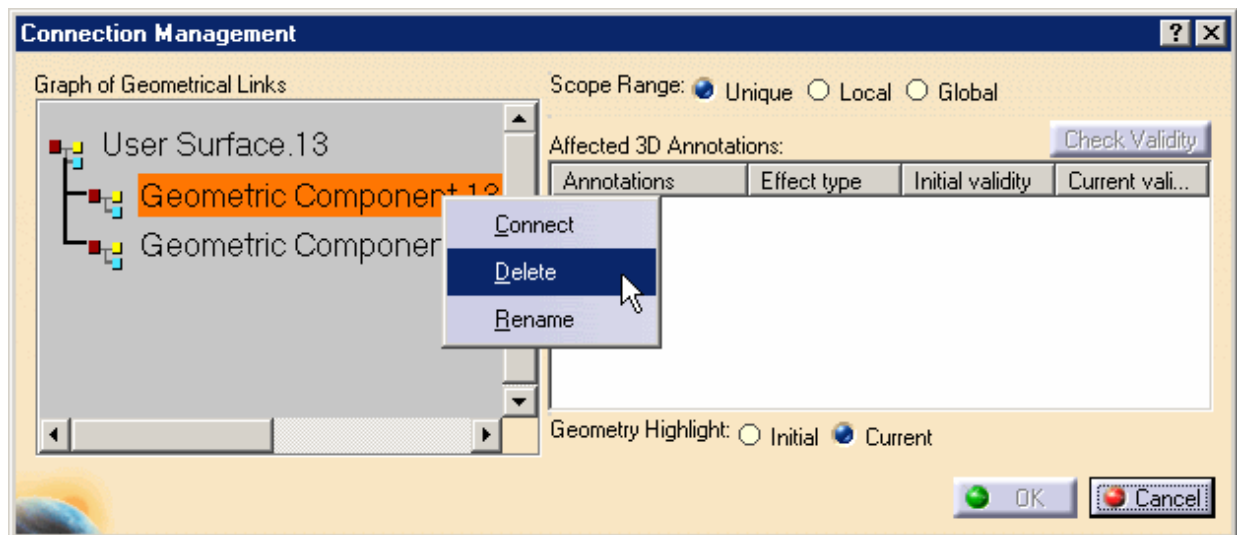 Connection Management
Graph of Geometrical Links
User Surface.13
Geometric Component.12
Geometric Componen
Connect
Delete
Rename
Scope Range: Unique Local Global
Affected 3D Annotations:
Check Validity
Annotations Effect type Initial validity Current vali...
Geometry Highlight: Initial Current
OK Cancel